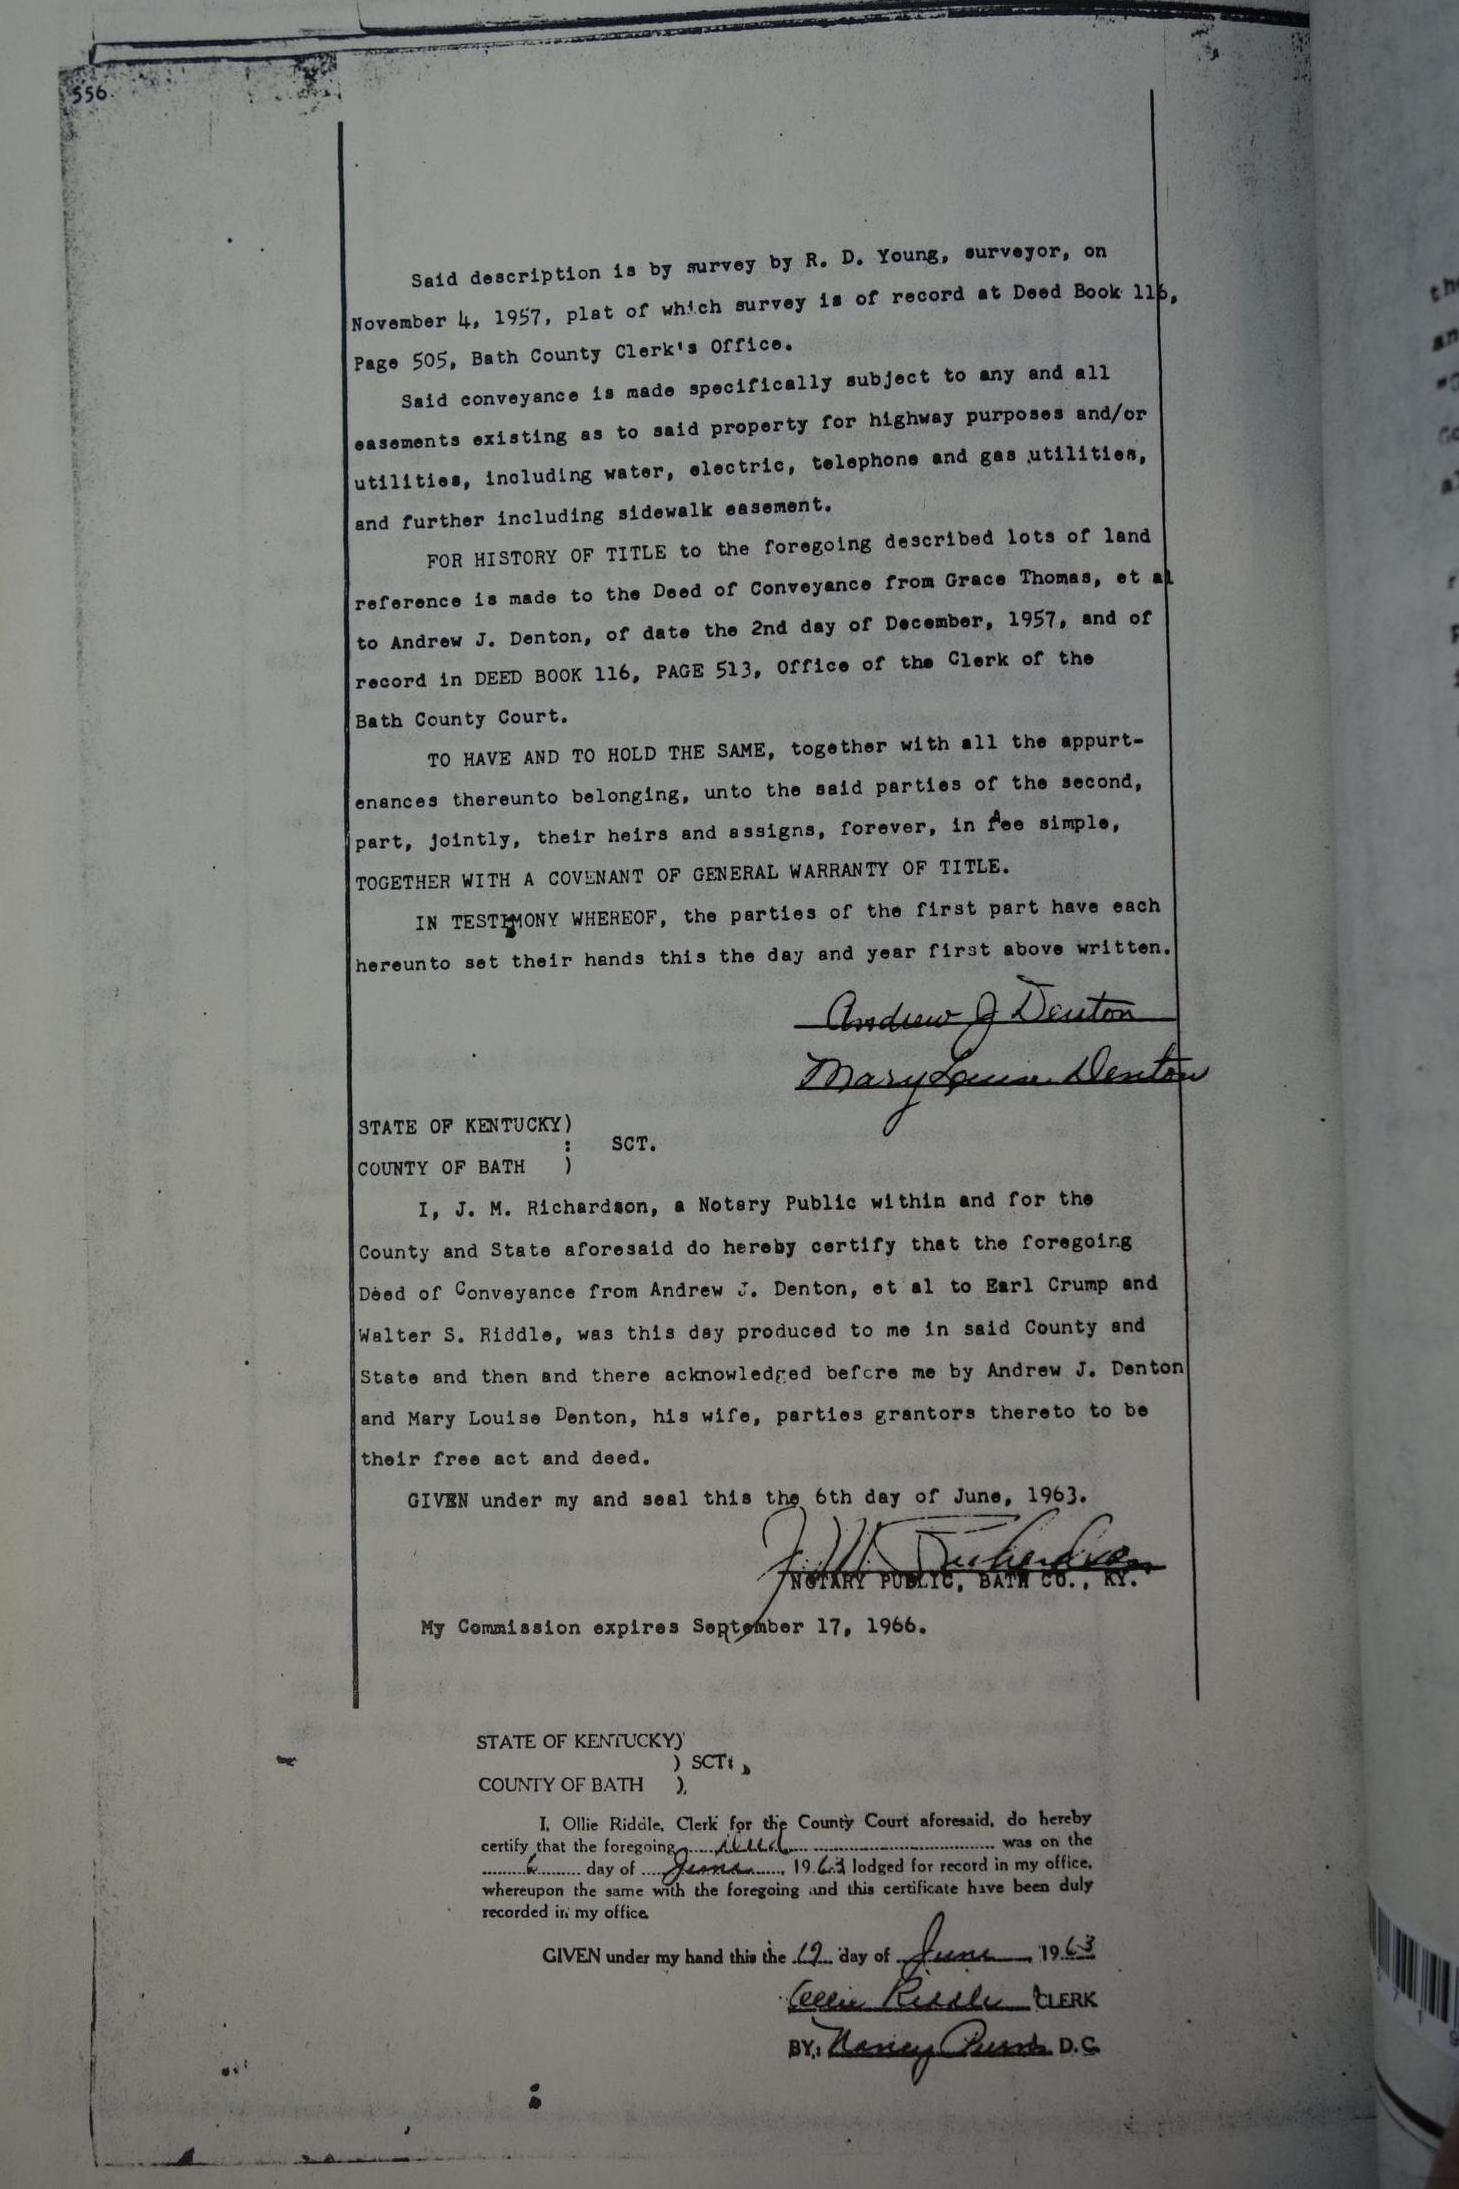 556
Said description is by survey by R. D. Young, surveyor, on
November 4, 1957, plat of which survey is of record at Deed Book 116,
Page 505, Bath County Clerk's Office.
Said conveyance is made specifically subject to any and all
easements existing as to said property for highway purposes and/or
utilities, including water, electric, telephone and gas utilities,
and further including sidewalk easement.
FOR HISTORY OF TITLE to the foregoing described lots of land
reference is made to the Deed of Conveyance from Grace Thomas, et al
to Andrew J. Denton, of date the 2nd day of December, 1957, and of
record in DEED BOOK 116, PAGE 513, Office of the Clerk of the
Bath County Court.
TO HAVE AND TO HOLD THE SAME, together with all the appurt-
enances thereunto belonging, unto the said parties of the second,
part, jointly, their heirs and assigns, forever, in fee simple,
TOGETHER WITH A COVENANT OF GENERAL WARRANTY OF TITLE.
IN TESTIMONY WHEREOF, the parties of the first part have each
hereunto set their hands this the day and year first above written.
Andrew J Denton
Mary Louise Denton
STATE OF KENTUCKY)
: SCT.
COUNTY OF BATH )
I, J. M. Richardson, a Notary Public within and for the
County and State aforesaid do hereby certify that the foregoing
Deed of Conveyance from Andrew J. Denton, et al to Earl Crump and
Walter S. Riddle, was this day produced to me in said County and
State and then and there acknowledged before me by Andrew J. Denton
and Mary Louise Denton, his wife, parties grantors thereto to be
their free act and deed.
GIVEN under my and seal this the 6th day of June, 1963.
J. M. Richardson
NOTARY PUBLIC, BATH CO., KY.
My Commission expires September 17, 1966.
STATE OF KENTUCKY)
) SCT:
COUNTY OF BATH )
I, Ollie Riddle, Clerk for the County Court aforesaid, do hereby
certify that the foregoing deed was on the
6 day of June, 1963 lodged for record in my office,
whereupon the same with the foregoing and this certificate have been duly
recorded in my office.
GIVEN under my hand this the 12 day of June, 1963
Ollie Riddle CLERK
BY: Nancy D.C.